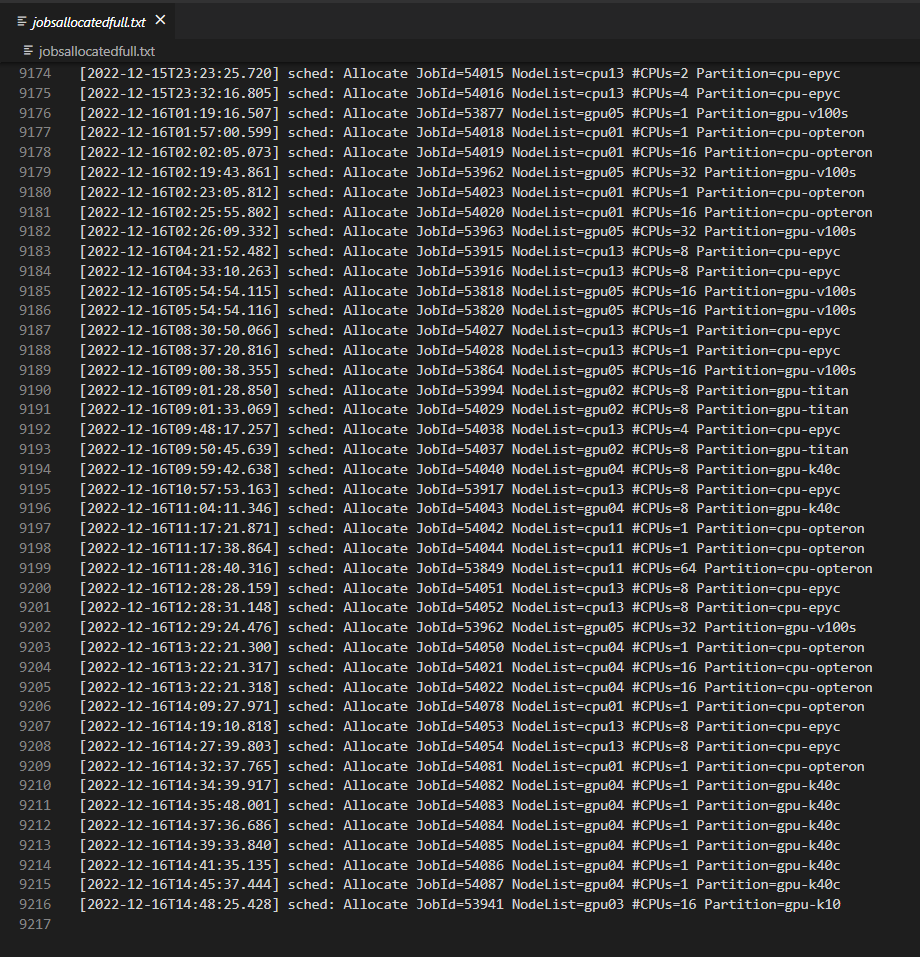 jobsallocatedfull.txt ×
jobsallocatedfull.txt
9174 [2022-12-15T23:23:25.720] sched: Allocate JobId=54015 NodeList=cpu13 #CPUs=2 Partition=cpu-epyc
9175 [2022-12-15T23:32:16.805] sched: Allocate JobId=54016 NodeList=cpu13 #CPUs=4 Partition=cpu-epyc
9176 [2022-12-16T01:19:16.507] sched: Allocate JobId=53877 NodeList=gpu05 #CPUs=1 Partition=gpu-v100s
9177 [2022-12-16T01:57:00.599] sched: Allocate JobId=54018 NodeList=cpu01 #CPUs=1 Partition=cpu-opteron
9178 [2022-12-16T02:02:05.073] sched: Allocate JobId=54019 NodeList=cpu01 #CPUs=16 Partition=cpu-opteron
9179 [2022-12-16T02:19:43.861] sched: Allocate JobId=53962 NodeList=gpu05 #CPUs=32 Partition=gpu-v100s
9180 [2022-12-16T02:23:05.812] sched: Allocate JobId=54023 NodeList=cpu01 #CPUs=1 Partition=cpu-opteron
9181 [2022-12-16T02:25:55.802] sched: Allocate JobId=54020 NodeList=cpu01 #CPUs=16 Partition=cpu-opteron
9182 [2022-12-16T02:26:09.332] sched: Allocate JobId=53963 NodeList=gpu05 #CPUs=32 Partition=gpu-v100s
9183 [2022-12-16T04:21:52.482] sched: Allocate JobId=53915 NodeList=cpu13 #CPUs=8 Partition=cpu-epyc
9184 [2022-12-16T04:33:10.263] sched: Allocate JobId=53916 NodeList=cpu13 #CPUs=8 Partition=cpu-epyc
9185 [2022-12-16T05:54:54.115] sched: Allocate JobId=53818 NodeList=gpu05 #CPUs=16 Partition=gpu-v100s
9186 [2022-12-16T05:54:54.116] sched: Allocate JobId=53820 NodeList=gpu05 #CPUs=16 Partition=gpu-v100s
9187 [2022-12-16T08:30:50.066] sched: Allocate JobId=54027 NodeList=cpu13 #CPUs=1 Partition=cpu-epyc
9188 [2022-12-16T08:37:20.816] sched: Allocate JobId=54028 NodeList=cpu13 #CPUs=1 Partition=cpu-epyc
9189 [2022-12-16T09:00:38.355] sched: Allocate JobId=53864 NodeList=gpu05 #CPUs=16 Partition=gpu-v100s
9190 [2022-12-16T09:01:28.850] sched: Allocate JobId=53994 NodeList=gpu02 #CPUs=8 Partition=gpu-titan
9191 [2022-12-16T09:01:33.069] sched: Allocate JobId=54029 NodeList=gpu02 #CPUs=8 Partition=gpu-titan
9192 [2022-12-16T09:48:17.257] sched: Allocate JobId=54038 NodeList=cpu13 #CPUs=4 Partition=cpu-epyc
9193 [2022-12-16T09:50:45.639] sched: Allocate JobId=54037 NodeList=gpu02 #CPUs=8 Partition=gpu-titan
9194 [2022-12-16T09:59:42.638] sched: Allocate JobId=54040 NodeList=gpu04 #CPUs=8 Partition=gpu-k40c
9195 [2022-12-16T10:57:53.163] sched: Allocate JobId=53917 NodeList=cpu13 #CPUs=8 Partition=cpu-epyc
9196 [2022-12-16T11:04:11.346] sched: Allocate JobId=54043 NodeList=gpu04 #CPUs=8 Partition=gpu-k40c
9197 [2022-12-16T11:17:21.871] sched: Allocate JobId=54042 NodeList=cpu11 #CPUs=1 Partition=cpu-opteron
9198 [2022-12-16T11:17:38.864] sched: Allocate JobId=54044 NodeList=cpu11 #CPUs=1 Partition=cpu-opteron
9199 [2022-12-16T11:28:40.316] sched: Allocate JobId=53849 NodeList=cpu11 #CPUs=64 Partition=cpu-opteron
9200 [2022-12-16T12:28:28.159] sched: Allocate JobId=54051 NodeList=cpu13 #CPUs=8 Partition=cpu-epyc
9201 [2022-12-16T12:28:31.148] sched: Allocate JobId=54052 NodeList=cpu13 #CPUs=8 Partition=cpu-epyc
9202 [2022-12-16T12:29:24.476] sched: Allocate JobId=53962 NodeList=gpu05 #CPUs=32 Partition=gpu-v100s
9203 [2022-12-16T13:22:21.300] sched: Allocate JobId=54050 NodeList=cpu04 #CPUs=1 Partition=cpu-opteron
9204 [2022-12-16T13:22:21.317] sched: Allocate JobId=54021 NodeList=cpu04 #CPUs=16 Partition=cpu-opteron
9205 [2022-12-16T13:22:21.318] sched: Allocate JobId=54022 NodeList=cpu04 #CPUs=16 Partition=cpu-opteron
9206 [2022-12-16T14:09:27.971] sched: Allocate JobId=54078 NodeList=cpu01 #CPUs=1 Partition=cpu-opteron
9207 [2022-12-16T14:19:10.818] sched: Allocate JobId=54053 NodeList=cpu13 #CPUs=8 Partition=cpu-epyc
9208 [2022-12-16T14:27:39.803] sched: Allocate JobId=54054 NodeList=cpu13 #CPUs=8 Partition=cpu-epyc
9209 [2022-12-16T14:32:37.765] sched: Allocate JobId=54081 NodeList=cpu01 #CPUs=1 Partition=cpu-opteron
9210 [2022-12-16T14:34:39.917] sched: Allocate JobId=54082 NodeList=gpu04 #CPUs=1 Partition=gpu-k40c
9211 [2022-12-16T14:35:48.001] sched: Allocate JobId=54083 NodeList=gpu04 #CPUs=1 Partition=gpu-k40c
9212 [2022-12-16T14:37:36.686] sched: Allocate JobId=54084 NodeList=gpu04 #CPUs=1 Partition=gpu-k40c
9213 [2022-12-16T14:39:33.840] sched: Allocate JobId=54085 NodeList=gpu04 #CPUs=1 Partition=gpu-k40c
9214 [2022-12-16T14:41:35.135] sched: Allocate JobId=54086 NodeList=gpu04 #CPUs=1 Partition=gpu-k40c
9215 [2022-12-16T14:45:37.444] sched: Allocate JobId=54087 NodeList=gpu04 #CPUs=1 Partition=gpu-k40c
9216 [2022-12-16T14:48:25.428] sched: Allocate JobId=53941 NodeList=gpu03 #CPUs=16 Partition=gpu-k10
9217